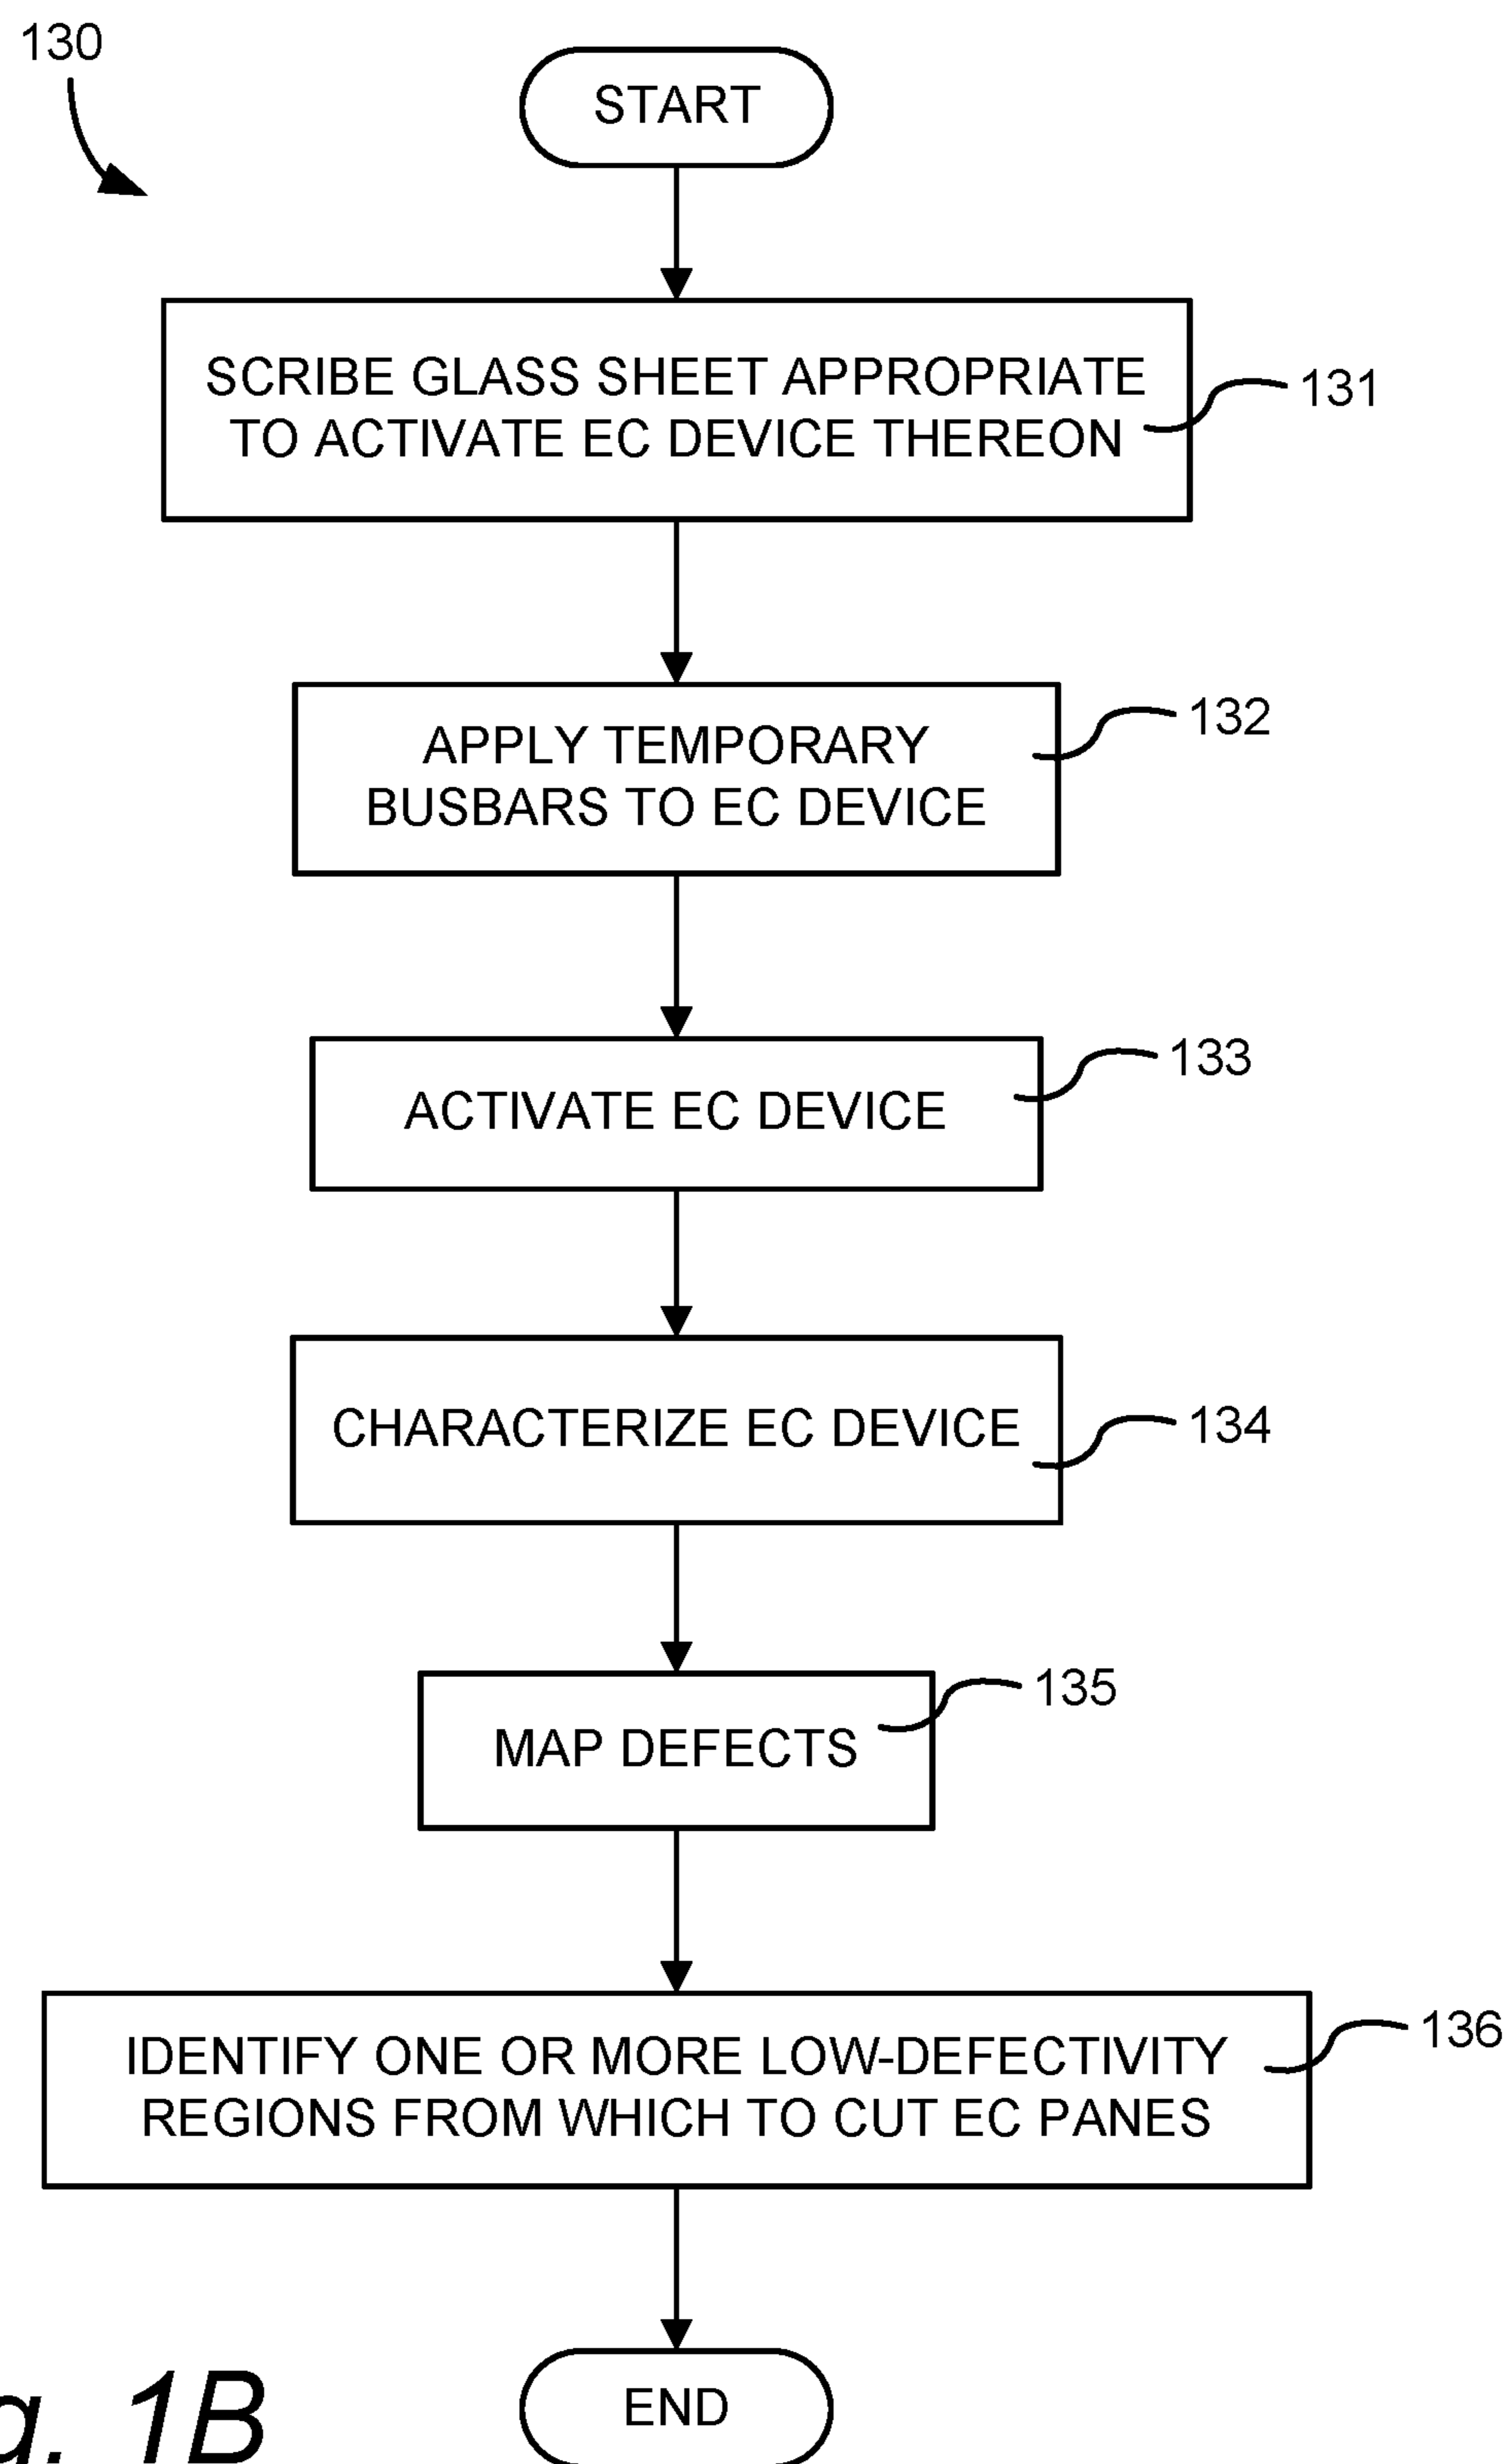 130
START
SCRIBE GLASS SHEET APPROPRIATE
TO ACTIVATE EC DEVICE THEREON
131
APPLY TEMPORARY
BUSBARS TO EC DEVICE
132
ACTIVATE EC DEVICE
133
CHARACTERIZE EC DEVICE
134
MAP DEFECTS
135
IDENTIFY ONE OR MORE LOW-DEFECTIVITY
REGIONS FROM WHICH TO CUT EC PANES
136
END
g. 1B